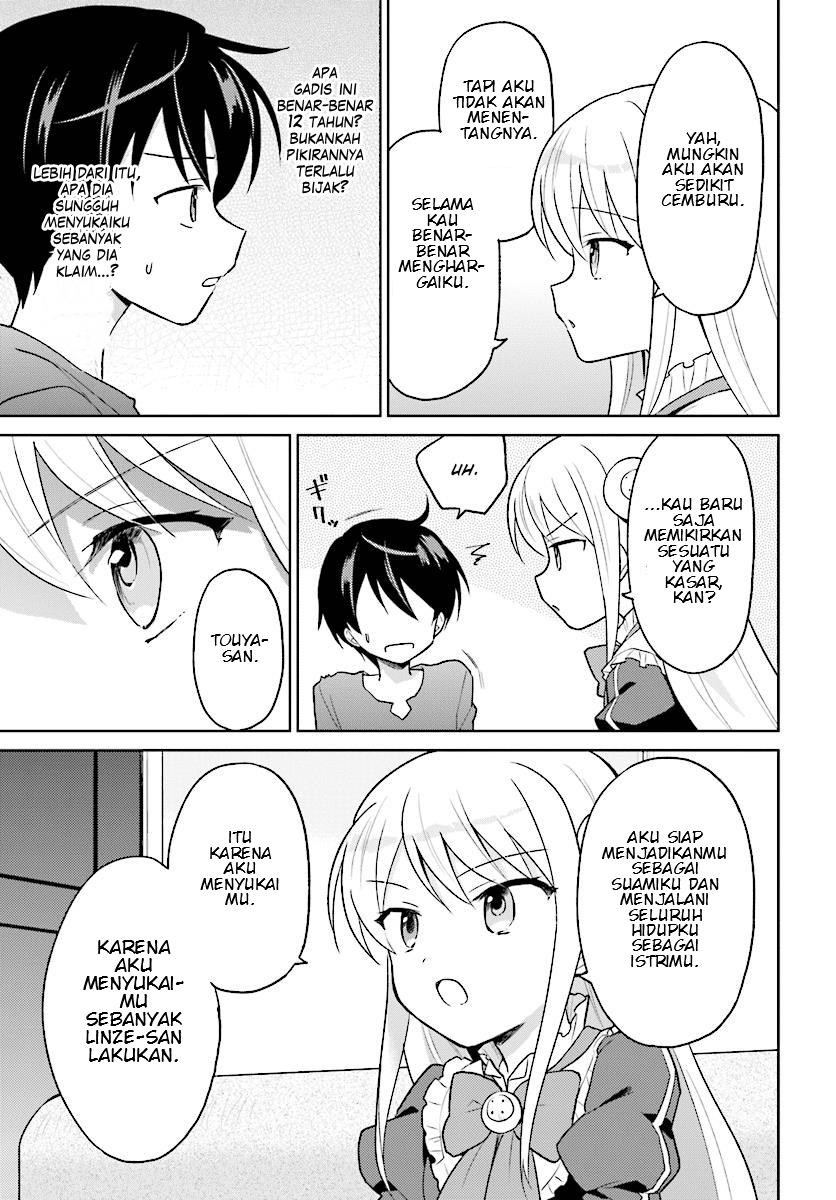 YAH,
MUNGKIN
AKU AKAN
SEDIKIT
CEMBURU.
TAPI AKU
TIDAK AKAN
MENEN-
TANGNYA.
SELAMA
KAU
BENAR-
BENAR
MENGHAR-
GAIKU.
APA
GADIS INI
BENAR-BENAR
12 TAHUN?
BUKANKAH
PIKIRANNYA
TERLALU
BIJAK?
LEBIH DARI ITU,
APA DIA
SUNGGUH
MENYUKAIKU
SEBANYAK
YANG DIA
KLAIM...?
...KAU BARU
SAJA
MEMIKIRKAN
SESUATU
YANG
KASAR,
KAN?
UH.
ギクッ
TOUYA-
SAN.
AKU SIAP
MENJADIKANMU
SEBAGAI
SUAMIKU DAN
MENJALANI
SELURUH
HIDUPKU
SEBAGAI
ISTRIMU.
ITU
KARENA
AKU
MENYUKAI
MU.
KARENA
AKU
MENYUKAI-
MU
SEBANYAK
LINZE-SAN
LAKUKAN.